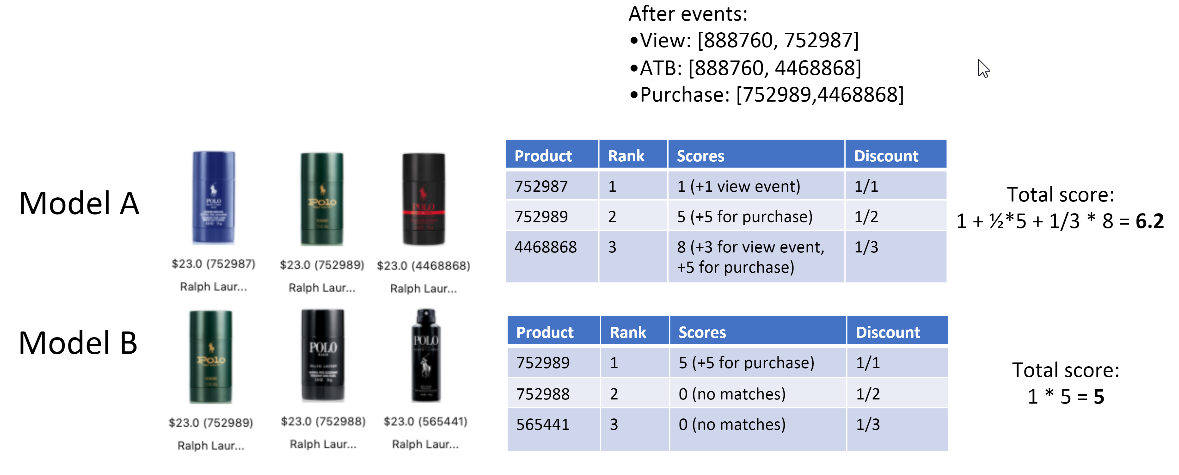 After events:
•View: [888760, 752987]
•ATB: [888760, 4468868]
•Purchase: [752989,4468868]
Model A
POLO
Polo
POLO
$23.0 (752987)
$23.0 (752989)
$23.0 (4468868)
Ralph Laur...
Ralph Laur...
Ralph Laur...
Product Rank Scores Discount
752987 1 1 (+1 view event) 1/1
752989 2 5 (+5 for purchase) 1/2
4468868 3 8 (+3 for view event, 1/3
+5 for purchase)
Total score:
1 + ½*5 + 1/3 * 8 = 6.2
Model B
Polo
POLO
POLO
$23.0 (752989)
$23.0 (752988)
$23.0 (565441)
Ralph Laur...
Ralph Laur...
Ralph Laur...
Product Rank Scores Discount
752989 1 5 (+5 for purchase) 1/1
752988 2 0 (no matches) 1/2
565441 3 0 (no matches) 1/3
Total score:
1 * 5 = 5